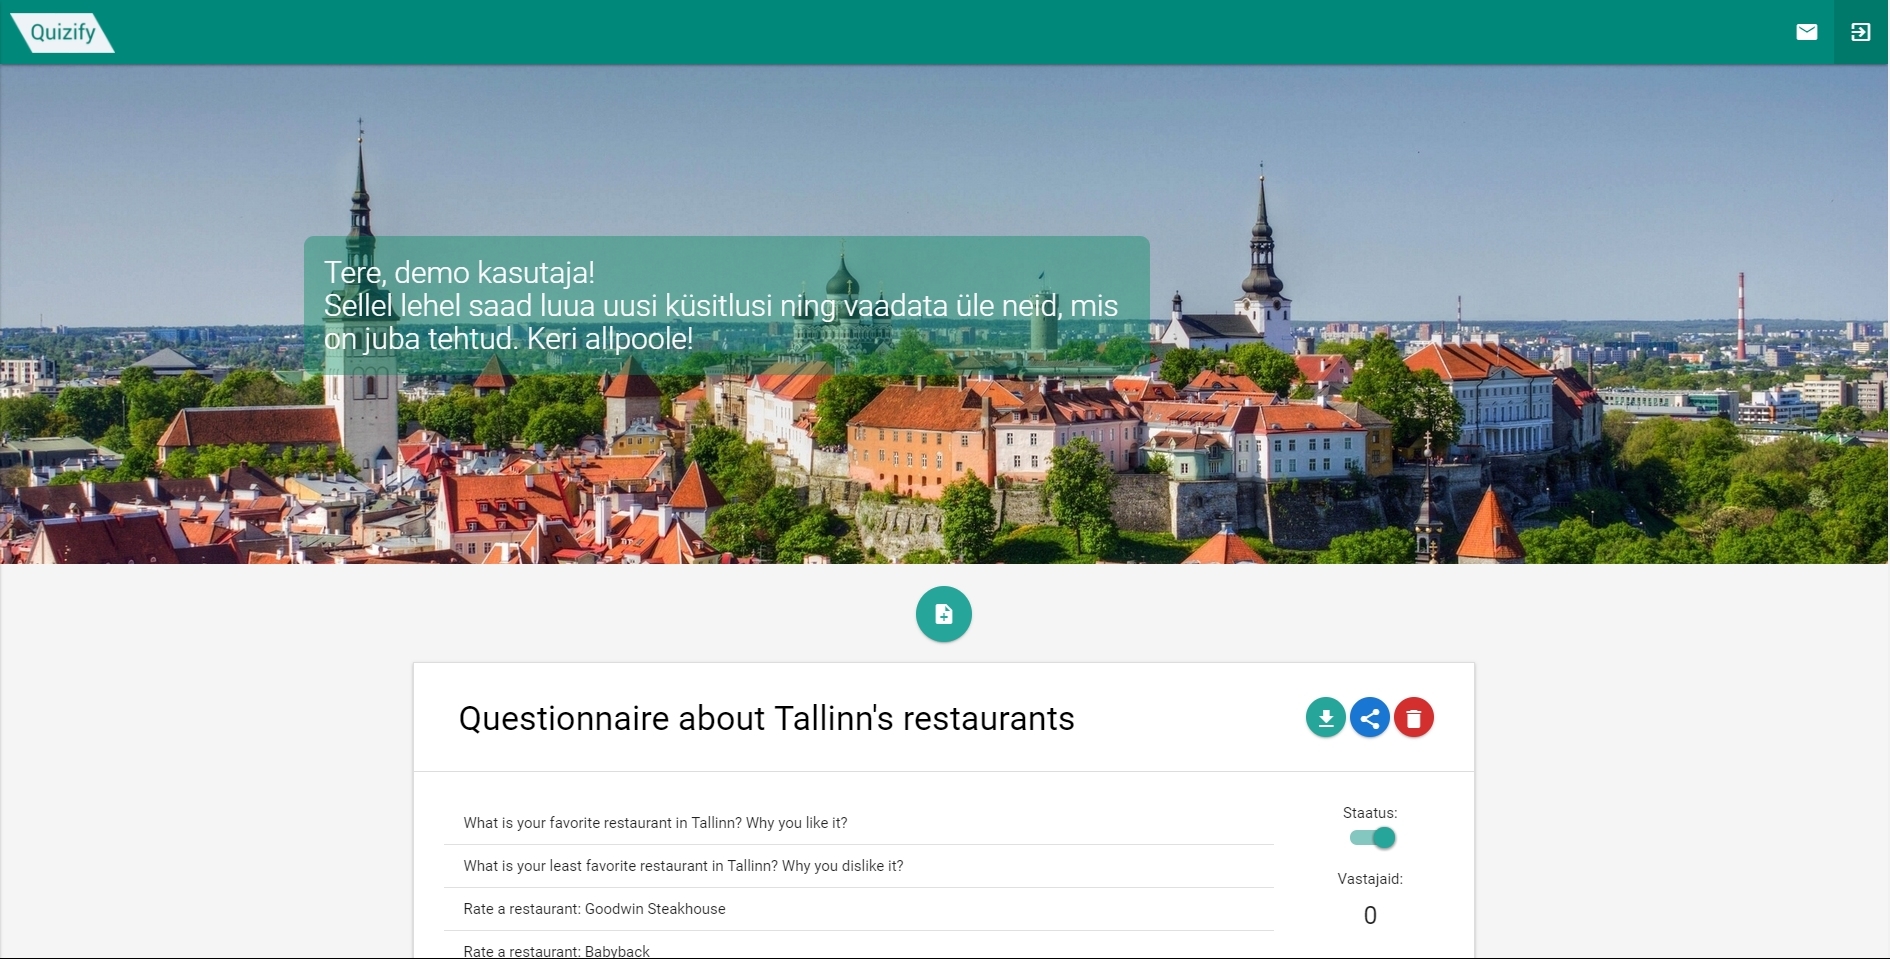 Quizify
Tere, demo kasutaja!
Sellel lehel saad luua uusi küsitlusi ning vaadata üle neid, mis
on juba tehtud. Keri allpoole!
Questionnaire about Tallinn's restaurants
What is your favorite restaurant in Tallinn? Why you like it?
What is your least favorite restaurant in Tallinn? Why you dislike it?
Rate a restaurant: Goodwin Steakhouse
Rate a restaurant: Babyback
Staatus:
Vastajaid:
0